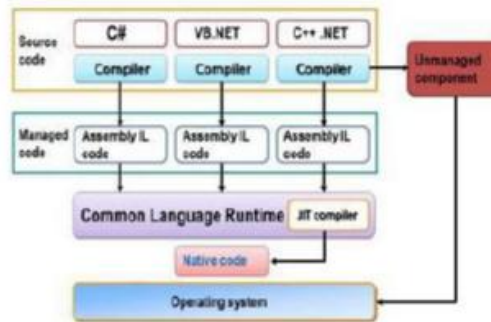 Source
code
C#
VB.NET
C++ .NET
Compiler
Compiler
Compiler
Unmanaged
component
Managed
code
Assembly IL
code
Assembly IL
code
Assembly IL
code
Common Language Runtime
JIT compiler
Native code
Operating system